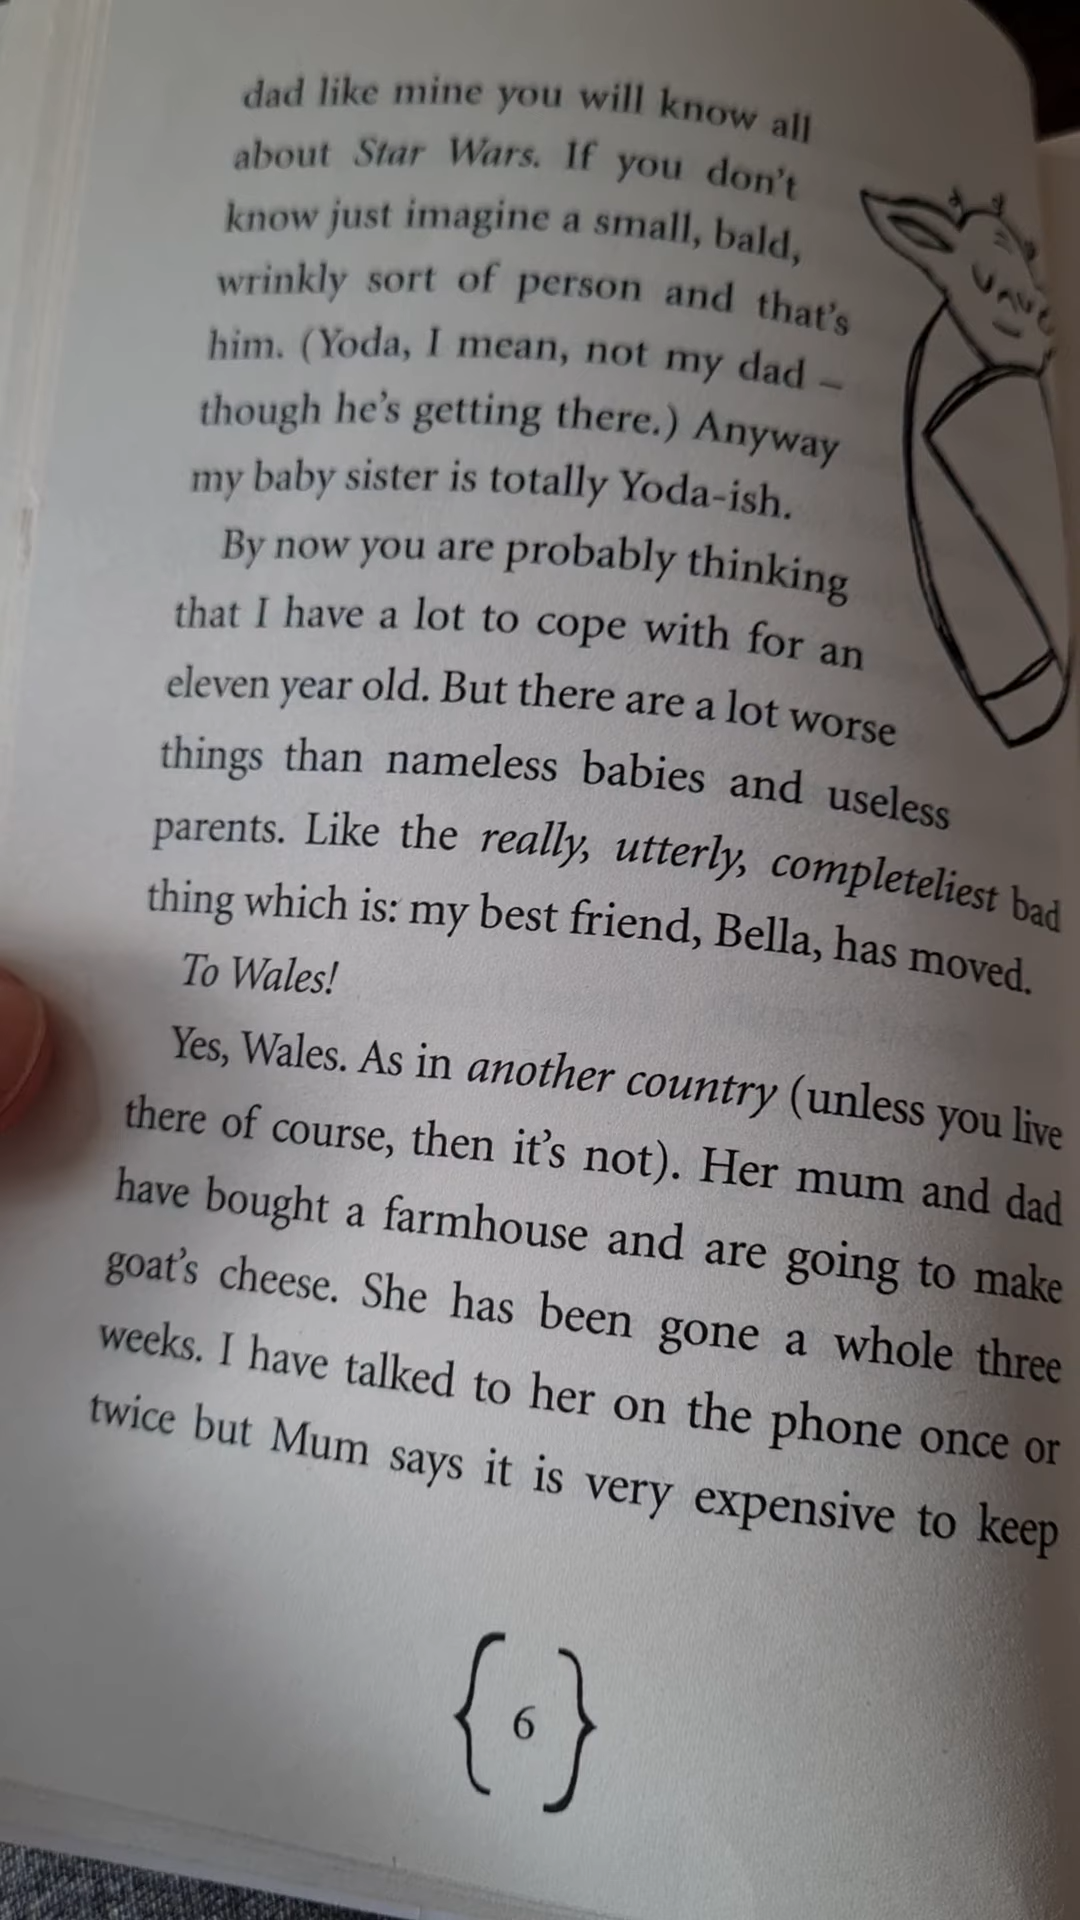 dad like mine you will know all
about Star Wars. If you don't
know just imagine a small, bald,
wrinkly sort of person and that's
him. (Yoda, I mean, not my dad –
though he's getting there.) Anyway
my baby sister is totally Yoda-ish.
By now you are probably thinking
that I have a lot to cope with for an
eleven year old. But there are a lot worse
things than nameless babies and useless
parents. Like the really, utterly, completeliest bad
thing which is: my best friend, Bella, has moved.
To Wales!
Yes, Wales. As in another country (unless you live
there of course, then it's not). Her mum and dad
have bought a farmhouse and are going to make
goat's cheese. She has been gone a whole three
weeks. I have talked to her on the phone once or
twice but Mum says it is very expensive to keep
{6}